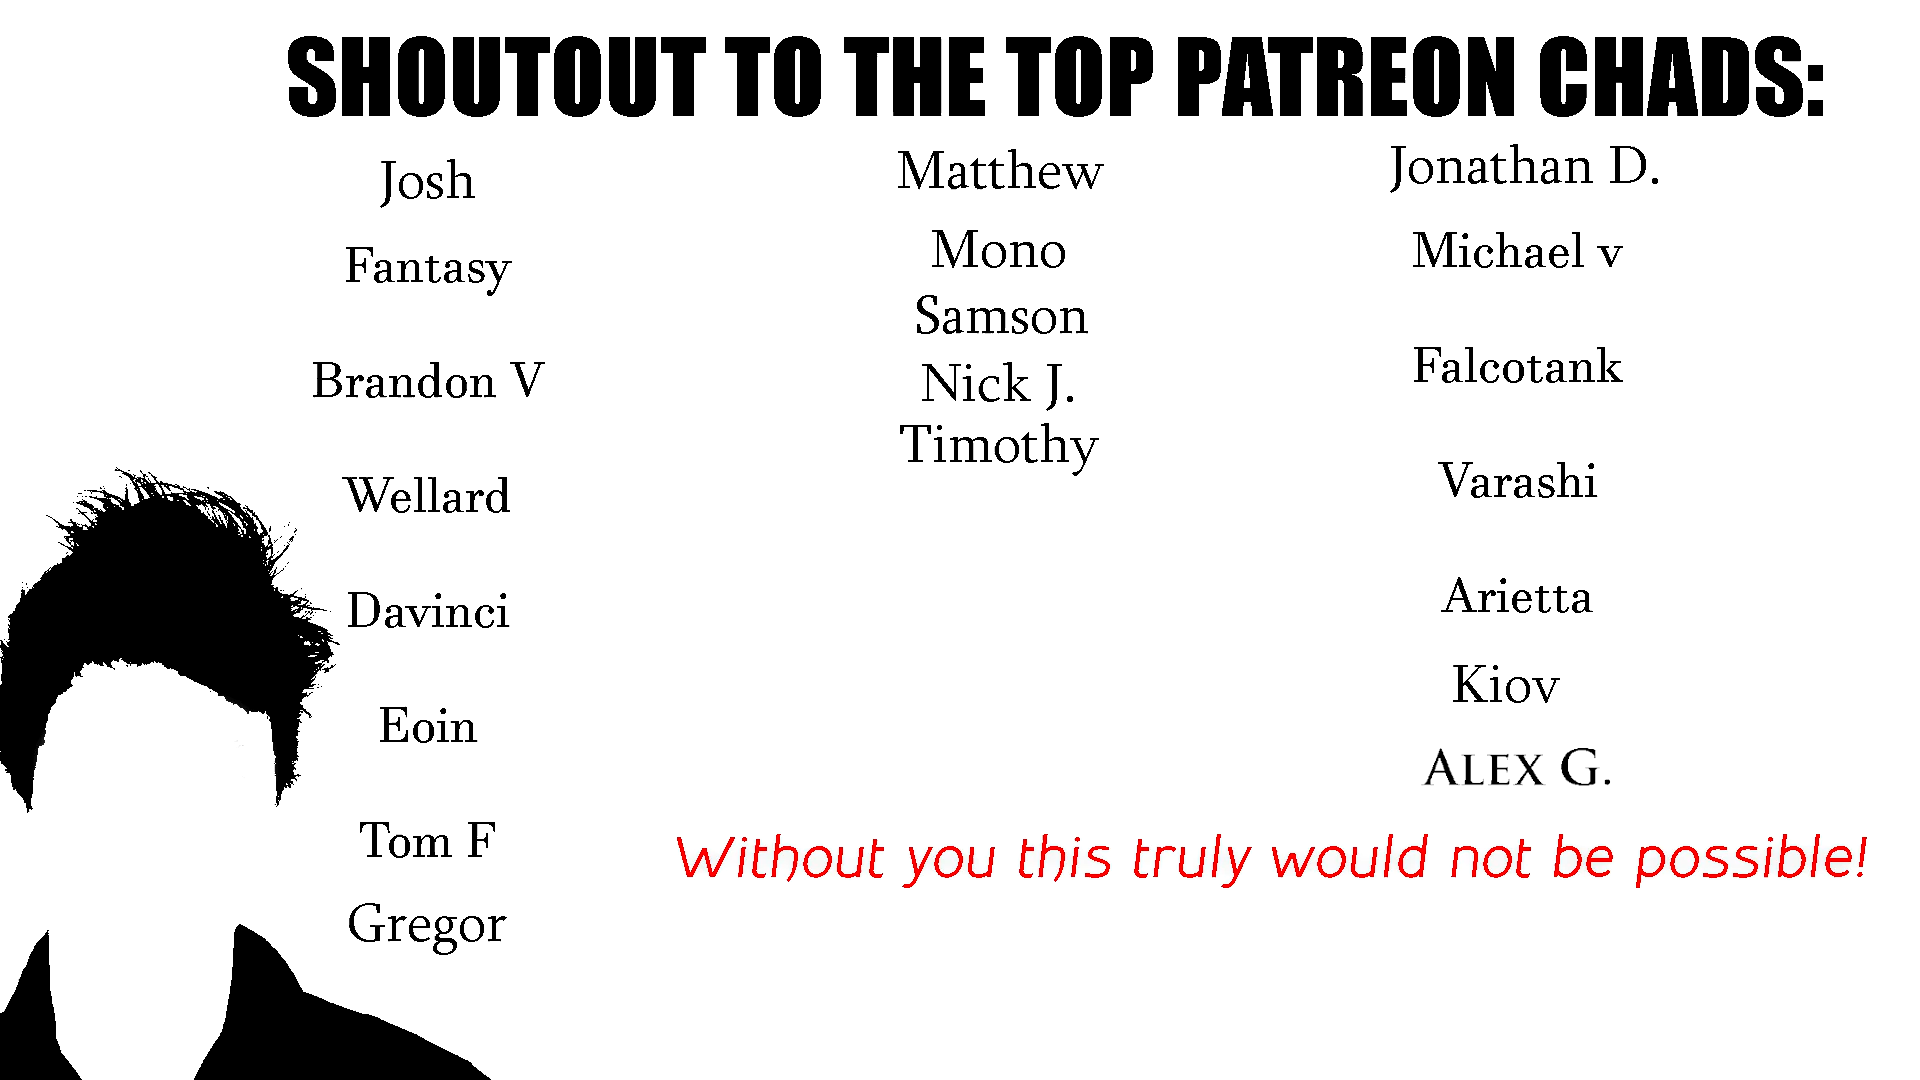 SHOUTOUT TO THE TOP PATREON CHADS:
Josh
Fantasy
Brandon V
Wellard
Davinci
Eoin
Tom F
Gregor
Matthew
Mono
Samson
Nick J.
Timothy
Jonathan D.
Michael v
Falcotank
Varashi
Arietta
Kiov
ALEX G.
Without you this truly would not be possible!